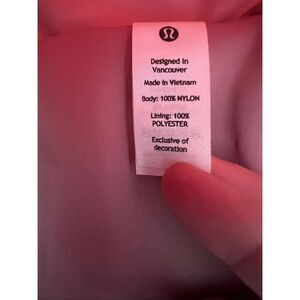 Designed in
Vancouver
Made in Vietnam
Body: 100% NYLON
Lining: 100%
POLYESTER
Exclusive of
decoration